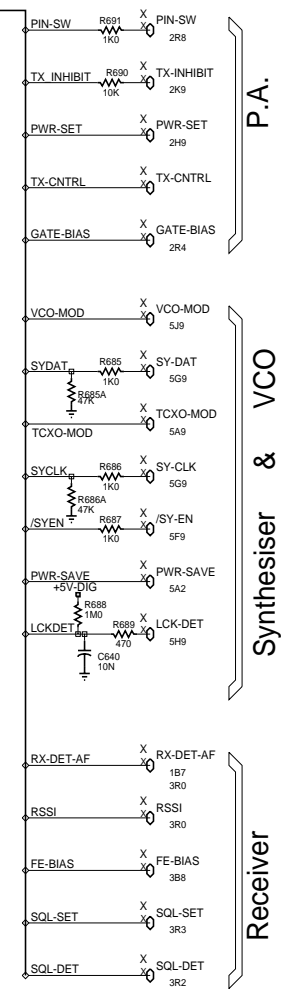 PIN-SW R691 1K0 X X PIN-SW 2R8
TX_INHIBIT R690 10K X X TX-INHIBIT 2K9
PWR-SET X X PWR-SET 2H9
TX-CNTRL X X TX-CNTRL
GATE-BIAS X X GATE-BIAS 2R4
P.A.
VCO-MOD X X VCO-MOD 5J9
SYDAT R685 1K0 X X SY-DAT 5G9
R685A 47K
TCXO-MOD X X TCXO-MOD 5A9
SYCLK R686 1K0 X X SY-CLK 5G9
R686A 47K
/SYEN R687 1K0 X X /SY-EN 5F9
PWR-SAVE X X PWR-SAVE 5A2
+5V-DIG
R688 1M0
LCKDET R689 470 X X LCK-DET 5H9
C640 10N
Synthesiser & VCO
RX-DET-AF X X RX-DET-AF 1B7 3R0
RSSI X X RSSI 3R0
FE-BIAS X X FE-BIAS 3B8
SQL-SET X X SQL-SET 3R3
SQL-DET X X SQL-DET 3R2
Receiver